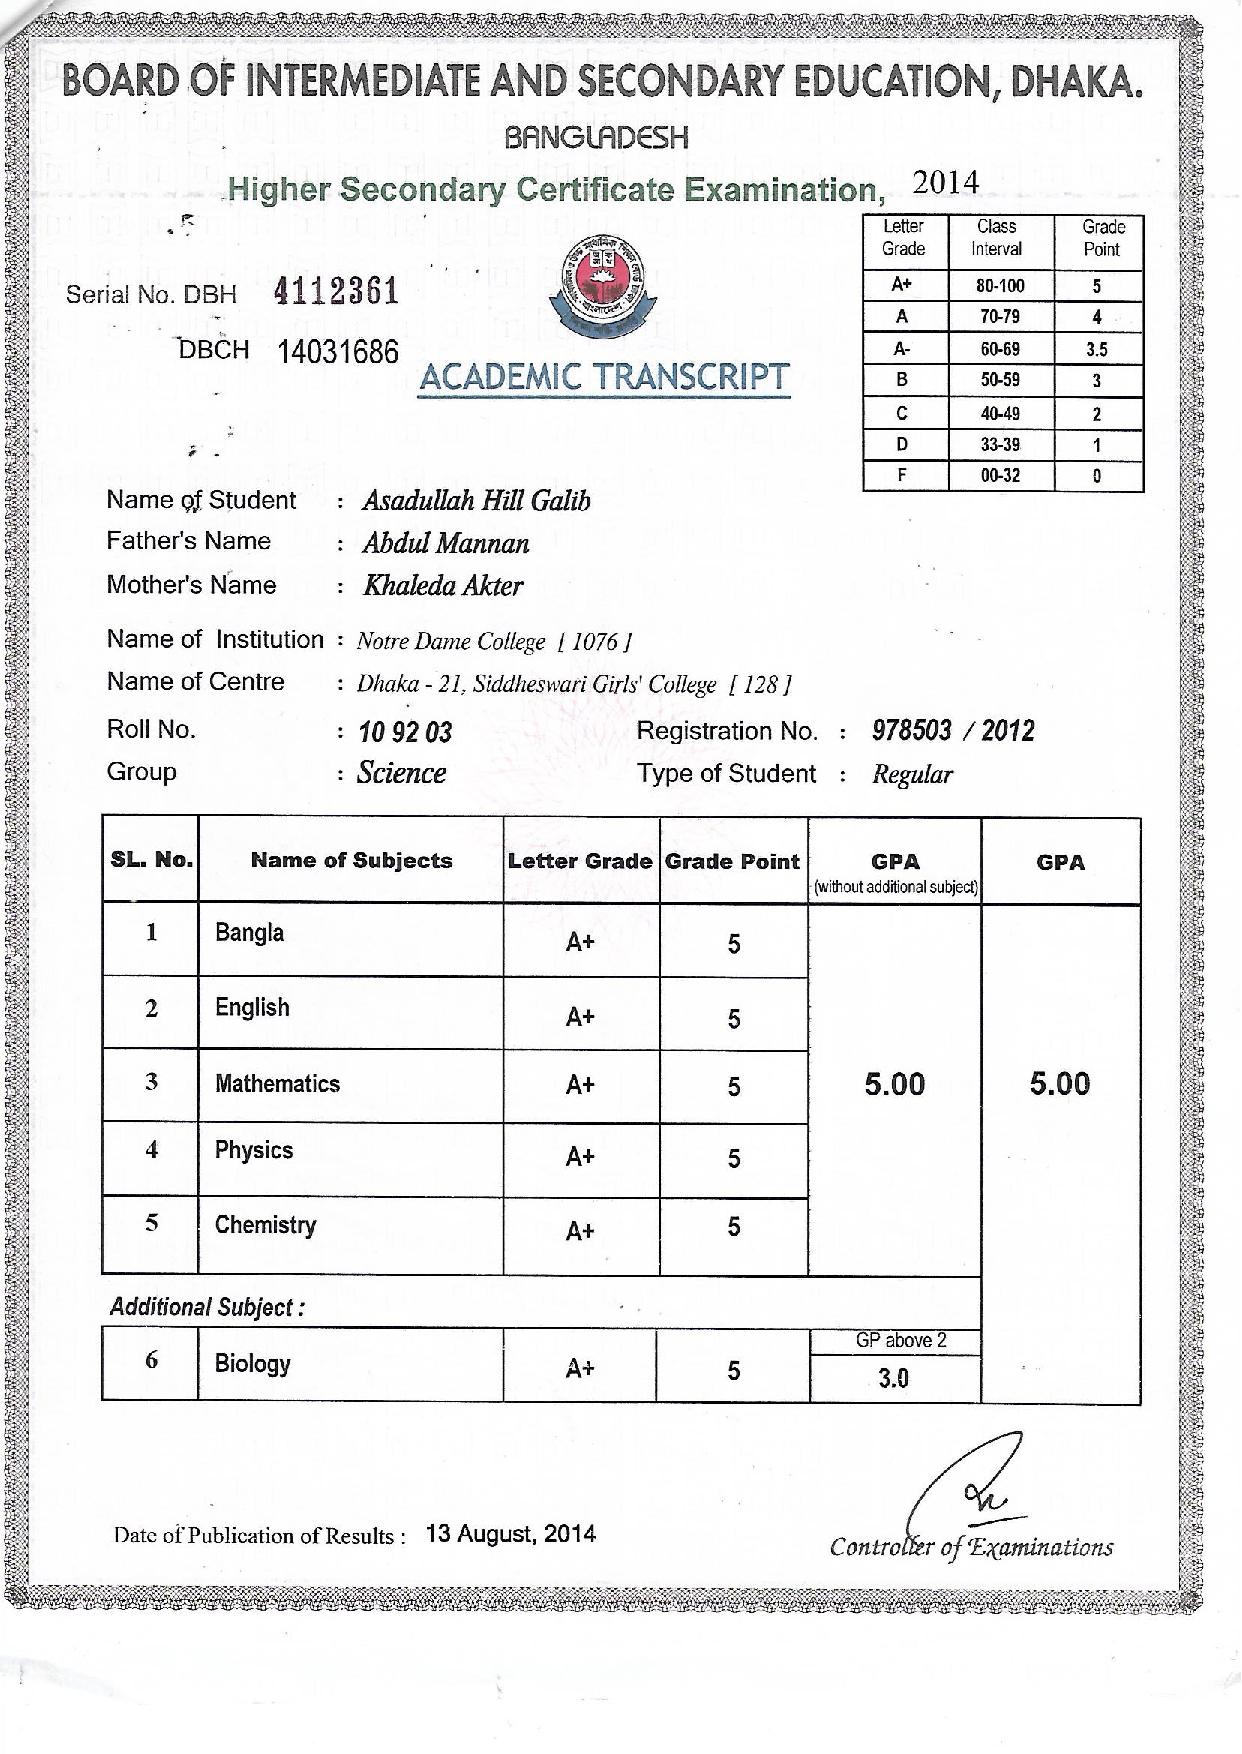 BOARD OF INTERMEDIATE AND SECONDARY EDUCATION, DHAKA.
BANGLADESH
Higher Secondary Certificate Examination, 2014
Letter Grade Class Interval Grade Point
A+ 80-100 5
A 70-79 4
A- 60-69 3.5
B 50-59 3
C 40-49 2
D 33-39 1
F 00-32 0
Serial No. DBH 4112361
DBCH 14031686
ACADEMIC TRANSCRIPT
Name of Student : Asadullah Hill Galib
Father's Name : Abdul Mannan
Mother's Name : Khaleda Akter
Name of Institution : Notre Dame College [ 1076 ]
Name of Centre : Dhaka - 21, Siddheswari Girls' College [ 128 ]
Roll No. : 10 92 03 Registration No. : 978503 / 2012
Group : Science Type of Student : Regular
SL. No. Name of Subjects Letter Grade Grade Point GPA (without additional subject) GPA
1 Bangla A+ 5
2 English A+ 5
3 Mathematics A+ 5 5.00 5.00
4 Physics A+ 5
5 Chemistry A+ 5
Additional Subject :
GP above 2
6 Biology A+ 5 3.0
Date of Publication of Results : 13 August, 2014
Controller of Examinations